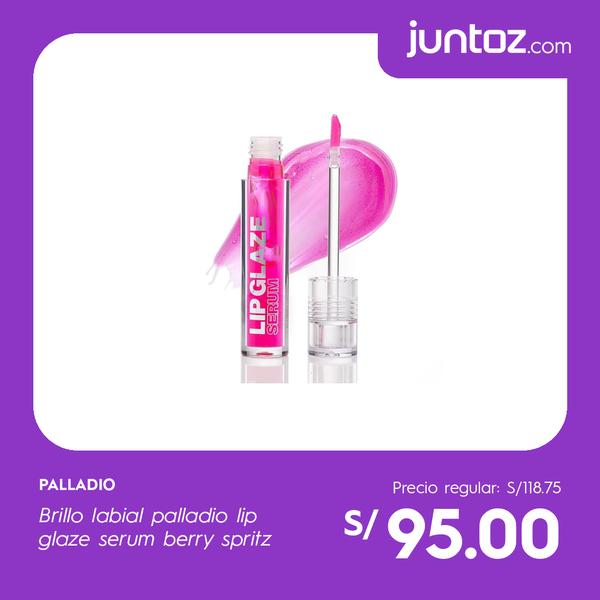 juntoz.com
LIP GLAZE
SERUM
PALLADIO
Brillo labial palladio lip
glaze serum berry spritz
Precio regular: S/118.75
S/95.00